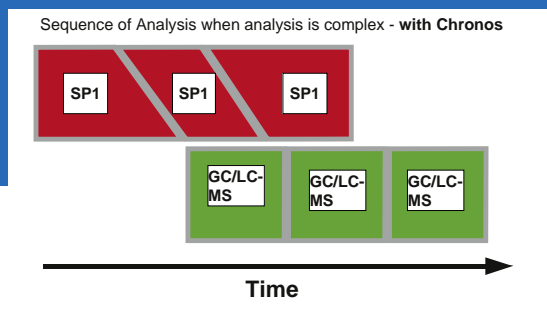 Sequence of Analysis when analysis is complex - with Chronos
SP1
SP1
SP1
GC/LC-
MS
GC/LC-
MS
GC/LC-
MS
Time